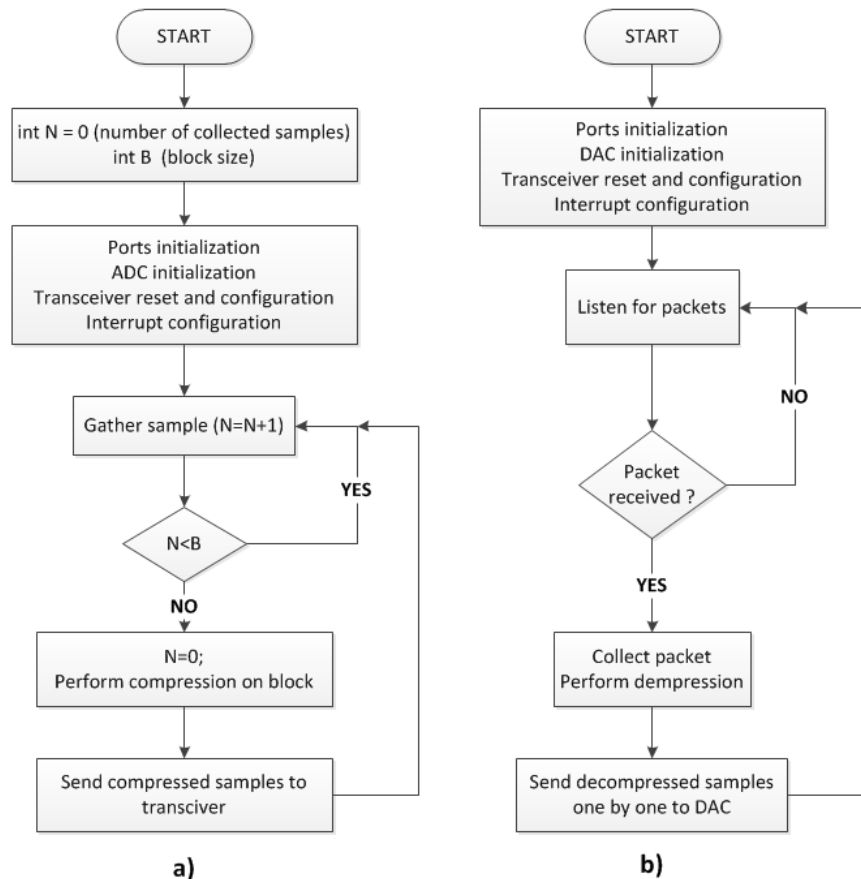 START
int N = 0 (number of collected samples)
int B (block size)
Ports initialization
ADC initialization
Transceiver reset and configuration
Interrupt configuration
Gather sample (N=N+1)
YES
N<B
NO
N=0;
Perform compression on block
Send compressed samples to
transciver
a)
START
Ports initialization
DAC initialization
Transceiver reset and configuration
Interrupt configuration
Listen for packets
NO
Packet
received ?
YES
Collect packet
Perform dempression
Send decompressed samples
one by one to DAC
b)